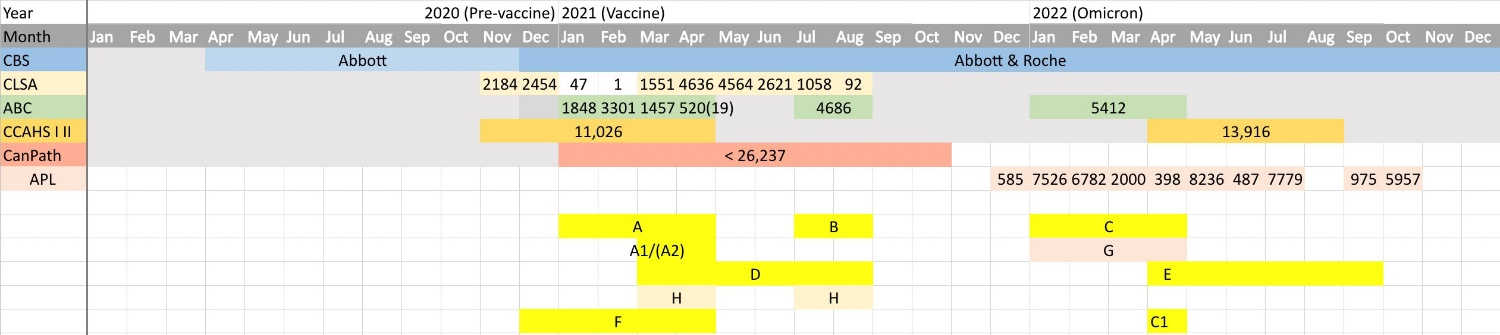 Year 2020 (Pre-vaccine) 2021 (Vaccine) 2022 (Omicron)
Month Jan Feb Mar Apr May Jun Jul Aug Sep Oct Nov Dec Jan Feb Mar Apr May Jun Jul Aug Sep Oct Nov Dec Jan Feb Mar Apr May Jun Jul Aug Sep Oct Nov Dec
CBS Abbott Abbott & Roche
CLSA 2184 2454 47 1 1551 4636 4564 2621 1058 92
ABC 1848 3301 1457 520(19) 4686 5412
CCAHS I II 11,026 13,916
CanPath < 26,237
APL 585 7526 6782 2000 398 8236 487 7779 975 5957
A B C
A1/(A2) G
D E
H H
F C1